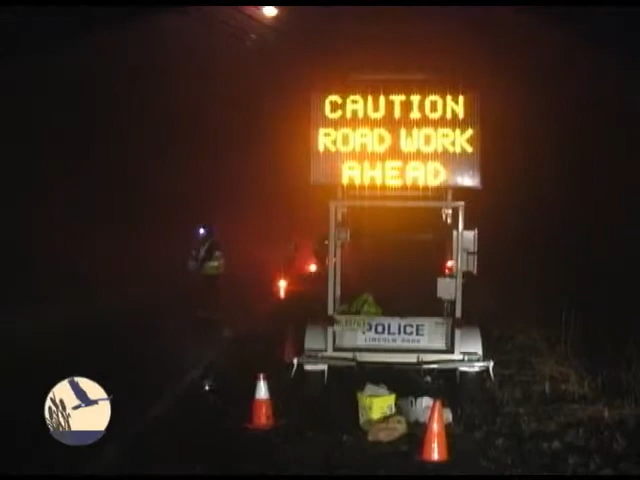 CAUTION
ROAD WORK
AHEAD
POLICE
LINCOLN PARK